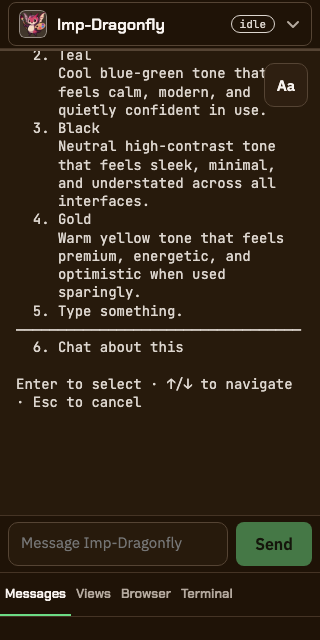 Imp-Dragonfly
idle
2. Teal
Cool blue-green tone that
feels calm, modern, and
quietly confident in use.
Aa
3. Black
Neutral high-contrast tone
that feels sleek, minimal,
and understated across all
interfaces.
4. Gold
Warm yellow tone that feels
premium, energetic, and
optimistic when used
sparingly.
5. Type something.
6. Chat about this
Enter to select · ↑/↓ to navigate
· Esc to cancel
Message Imp-Dragonfly
Send
Messages Views Browser Terminal